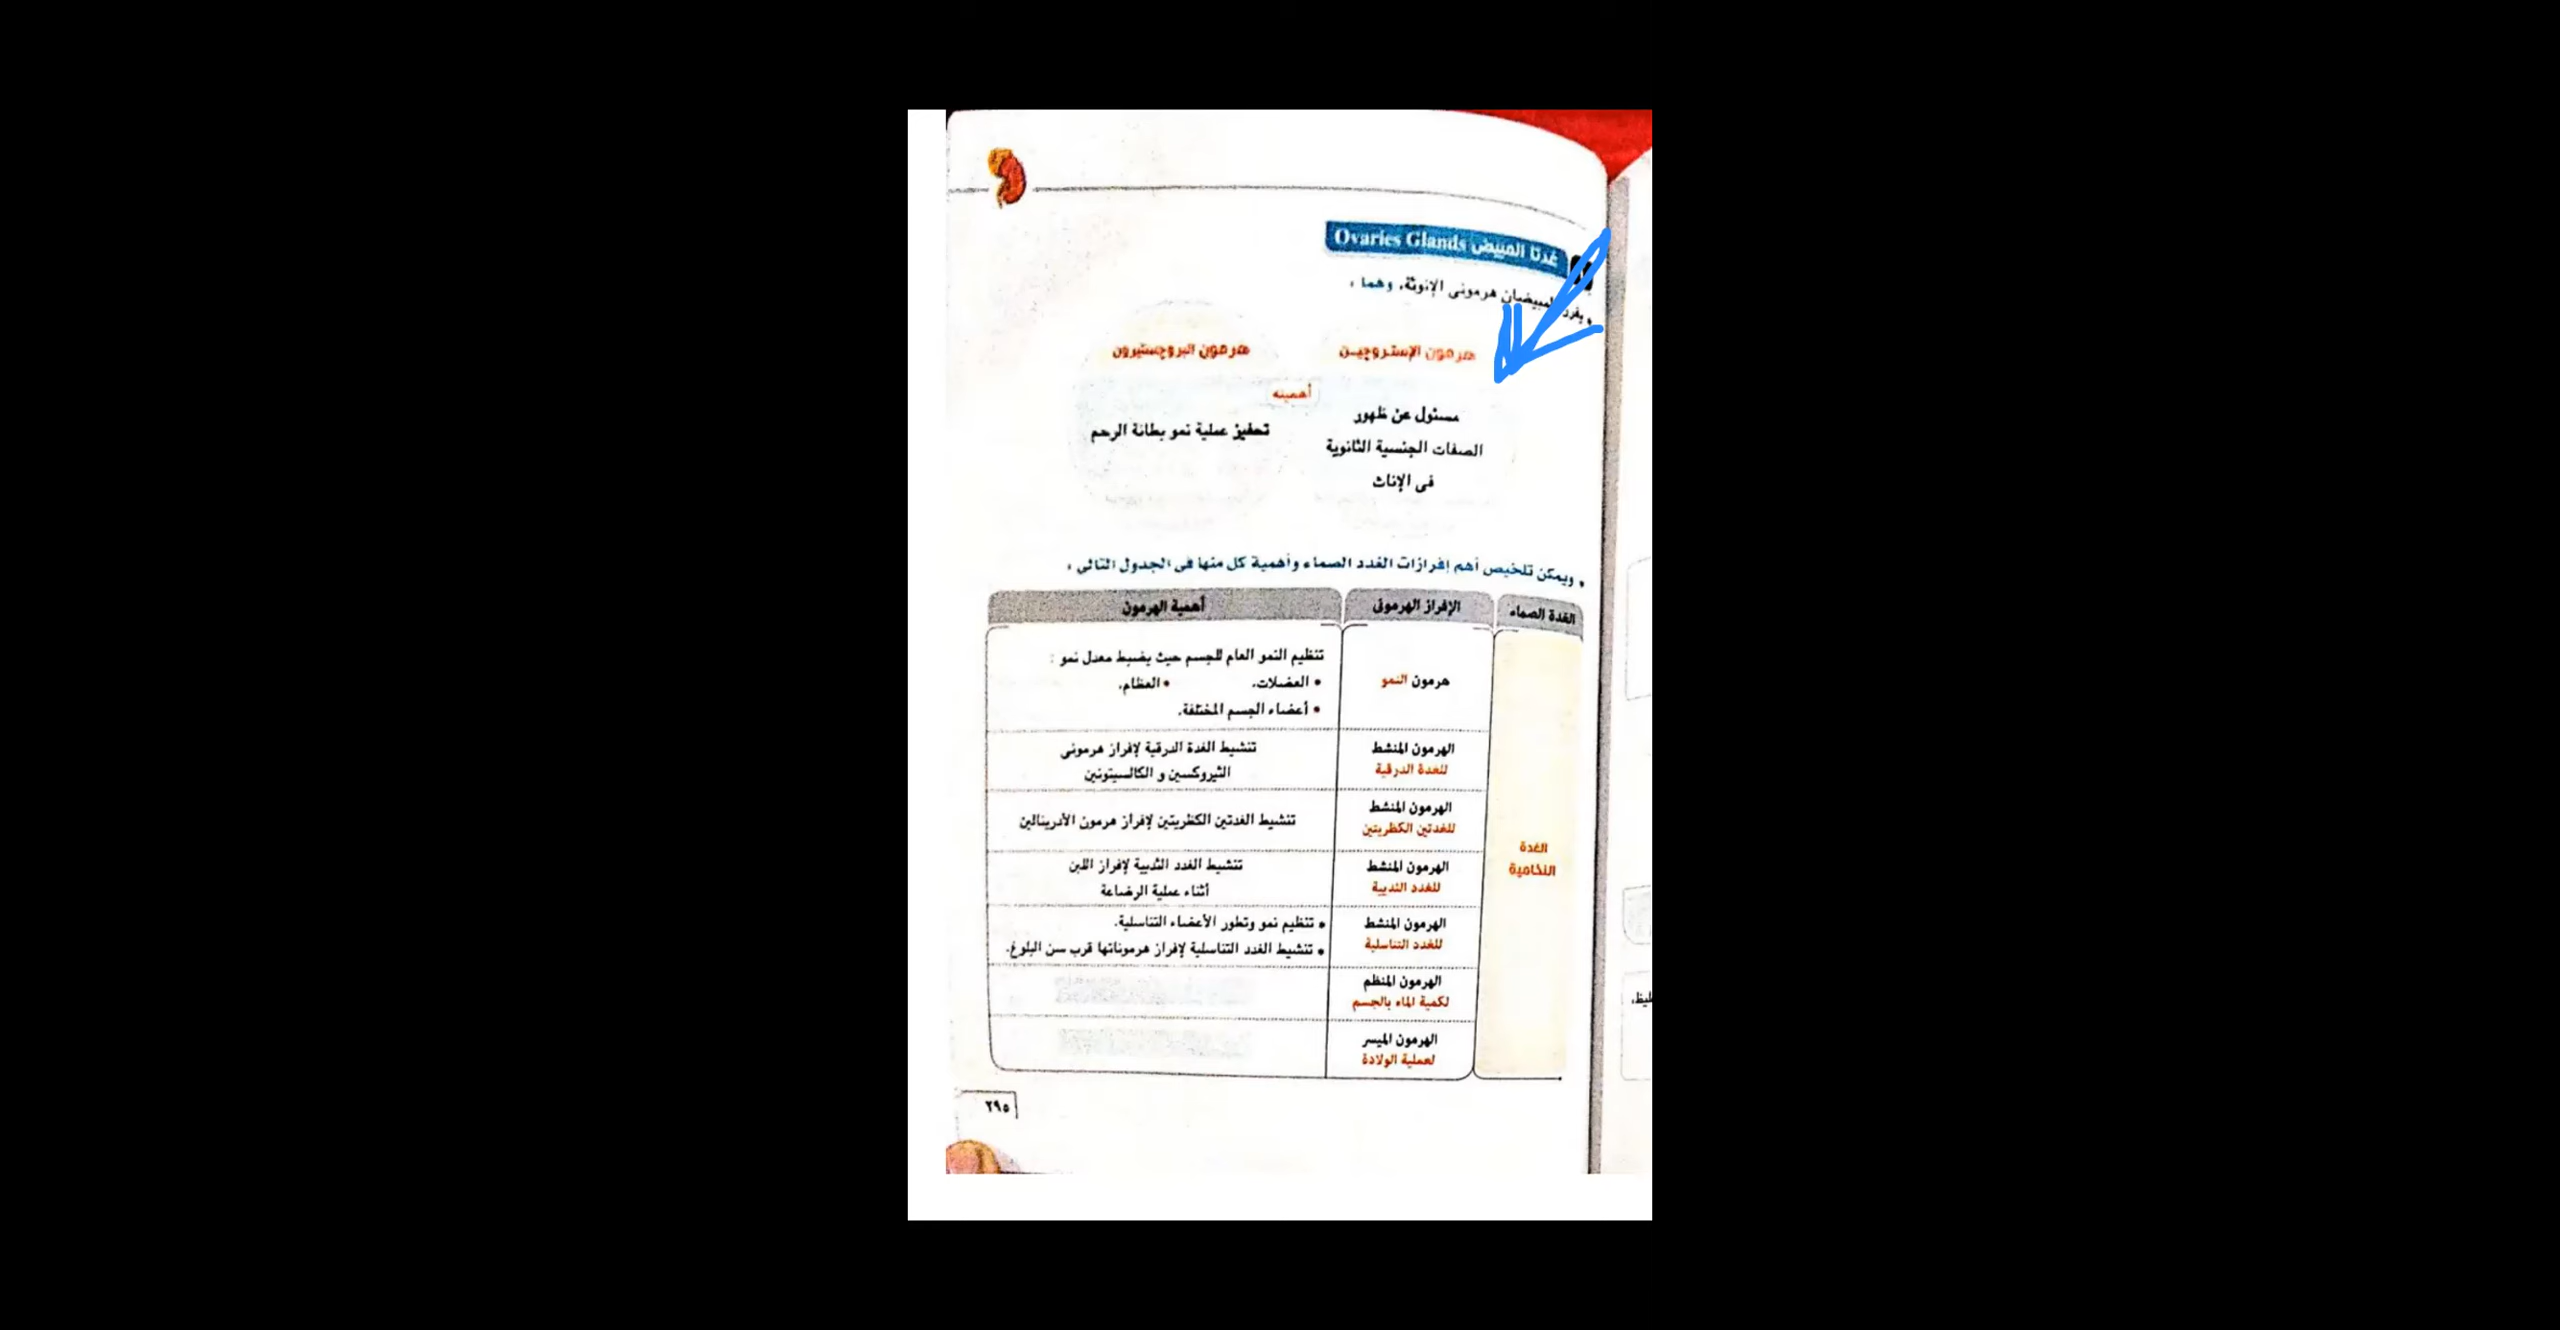 غدتا المبيض Ovaries Glands
المبيضان هرمونى الإنوثة، وهما :
هرمون الإستروچين
هرمون البروچستيرون
أهميته
مسئول عن ظهور
الصفات الجنسية الثانوية
فى الإناث
تحفيز عملية نمو بطانة الرحم
• ويمكن تلخيص أهم إفرازات الغدد الصماء وأهمية كل منها فى الجدول التالى :
الغدة الصماء
الإفراز الهرمونى
أهمية الهرمون
الغدة
النخامية
هرمون النمو
تنظيم النمو العام للجسم حيث يضبط معدل نمو :
• العضلات. • العظام.
• أعضاء الجسم المختلفة.
الهرمون المنشط
للغدة الدرقية
تنشيط الغدة الدرقية لإفراز هرمونى
الثيروكسين و الكالسيتونين
الهرمون المنشط
للغدتين الكظريتين
تنشيط الغدتين الكظريتين لإفراز هرمون الأدرينالين
الهرمون المنشط
للغدد الثديية
تنشيط الغدد الثديية لإفراز اللبن
أثناء عملية الرضاعة
الهرمون المنشط
للغدد التناسلية
• تنظيم نمو وتطور الأعضاء التناسلية.
• تنشيط الغدد التناسلية لإفراز هرموناتها قرب سن البلوغ.
الهرمون المنظم
لكمية الماء بالجسم
الهرمون الميسر
لعملية الولادة
٢٩٥